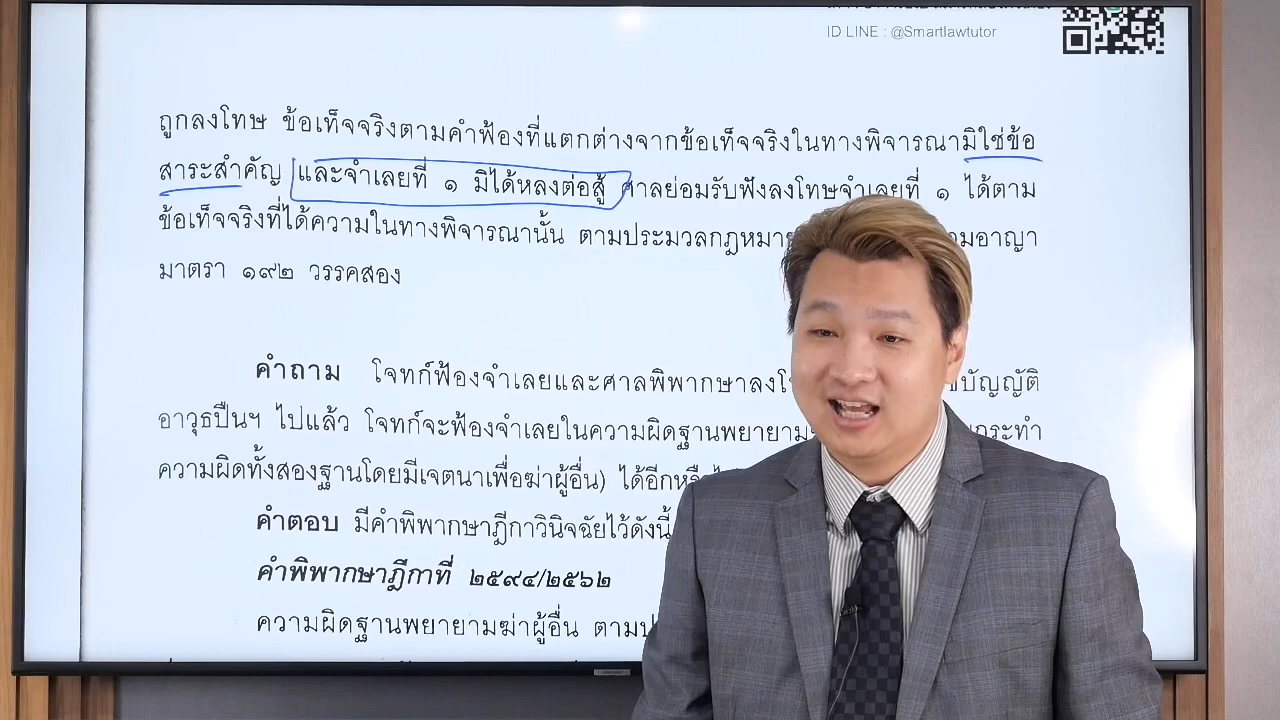 ID LINE : @Smartlawtutor
ถูกลงโทษ ข้อเท็จจริงตามคำฟ้องที่แตกต่างจากข้อเท็จจริงในทางพิจารณามิใช่ข้อ
สาระสำคัญ และจำเลยที่ ๑ มิได้หลงต่อสู้ ศาลย่อมรับฟังลงโทษจำเลยที่ ๑ ได้ตาม
ข้อเท็จจริงที่ได้ความในทางพิจารณานั้น ตามประมวลกฎหมาย อาญา
มาตรา ๑๙๒ วรรคสอง
คำถาม โจทก์ฟ้องจำเลยและศาลพิพากษาลง บัญญัติ
อาวุธปืนฯ ไปแล้ว โจทก์จะฟ้องจำเลยในความผิดฐานพยายาม กระทำ
ความผิดทั้งสองฐานโดยมีเจตนาเพื่อฆ่าผู้อื่น) ได้อีกหรือ
คำตอบ มีคำพิพากษาฎีกาวินิจฉัยไว้ดังนี้
คำพิพากษาฎีกาที่ ๒๕๙๔/๒๕๖๒
ความผิดฐานพยายามฆ่าผู้อื่น